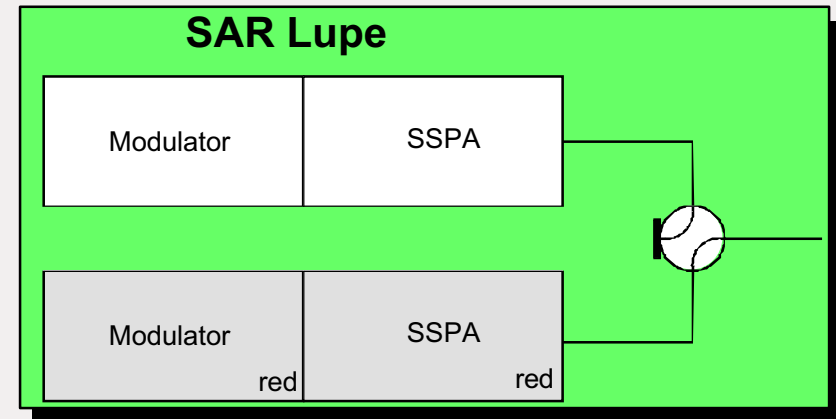 SAR Lupe
Modulator
SSPA
Modulator
red
SSPA
red